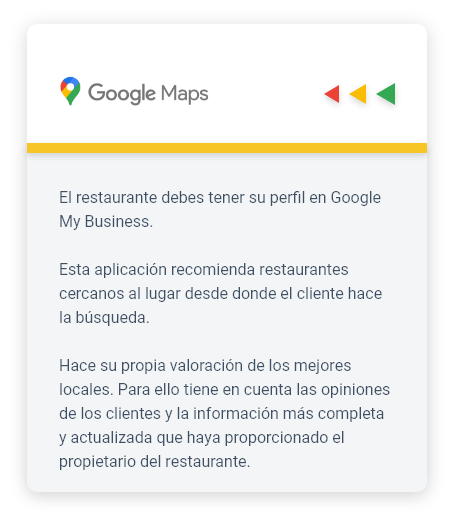 Google Maps
El restaurante debes tener su perfil en Google
My Business.
Esta aplicación recomienda restaurantes
cercanos al lugar desde donde el cliente hace
la búsqueda.
Hace su propia valoración de los mejores
locales. Para ello tiene en cuenta las opiniones
de los clientes y la información más completa
y actualizada que haya proporcionado el
propietario del restaurante.